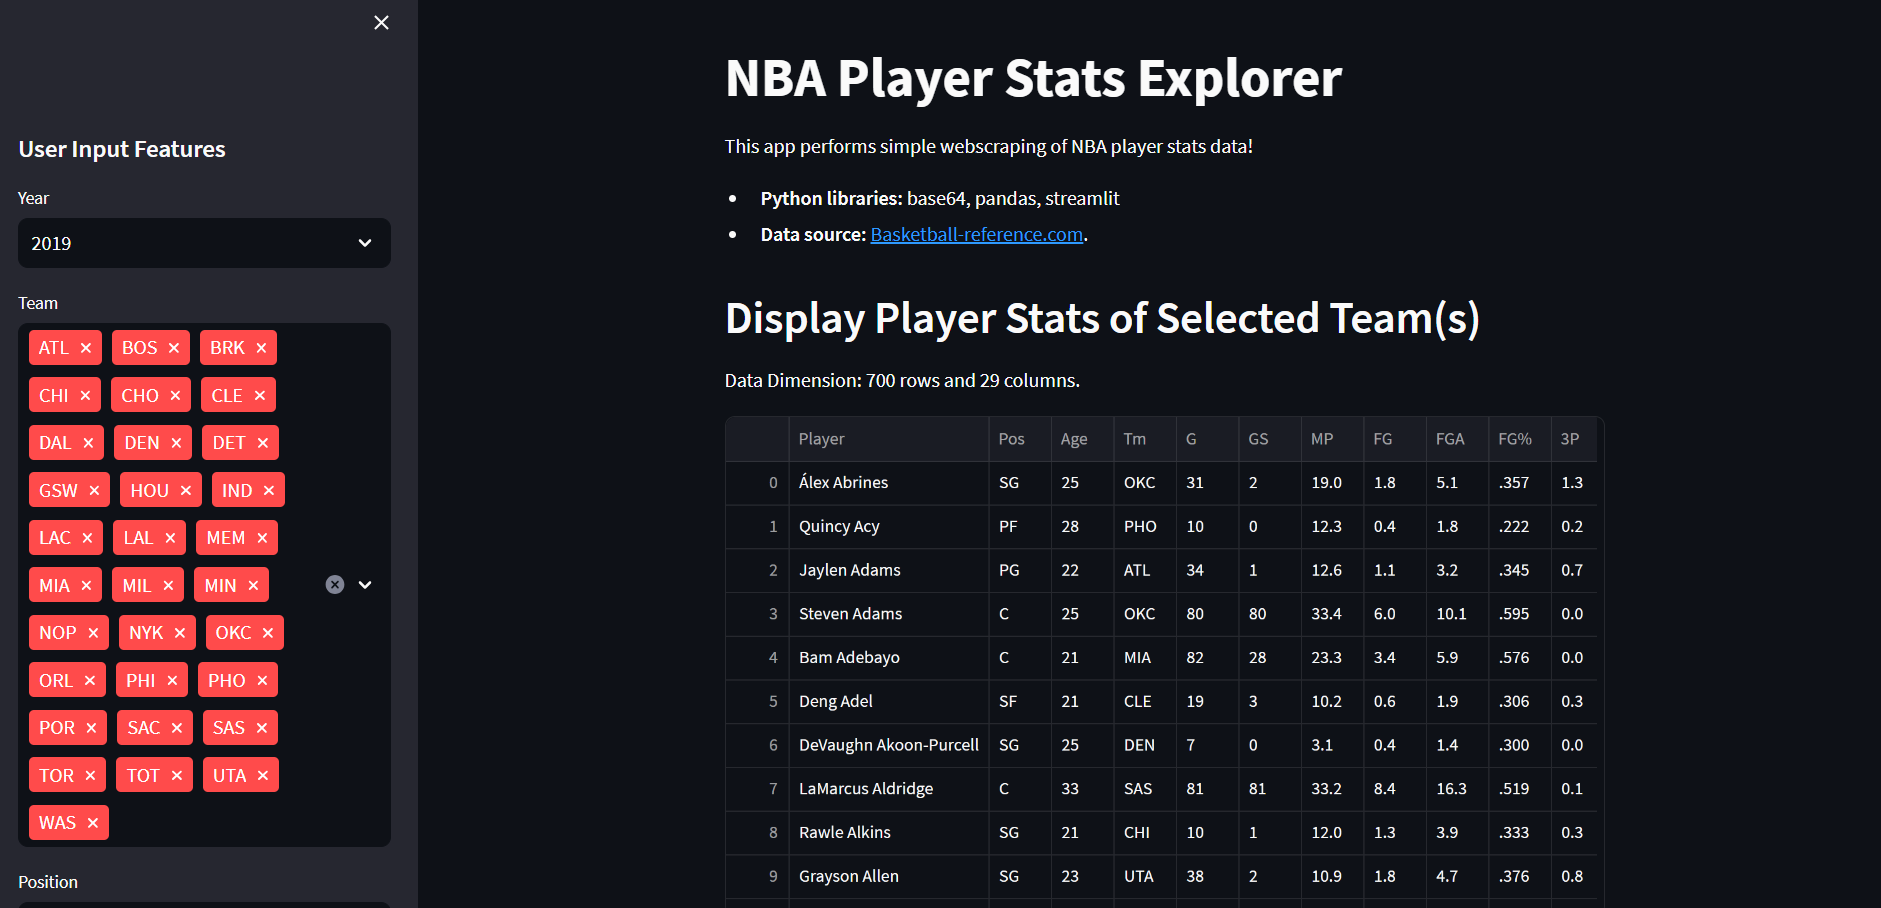 User Input Features
Year
2019
Team
ATL BOS BRK
CHI CHO CLE
DAL DEN DET
GSW HOU IND
LAC LAL MEM
MIA MIL MIN
NOP NYK OKC
ORL PHI PHO
POR SAC SAS
TOR TOT UTA
WAS
Position
NBA Player Stats Explorer
This app performs simple webscraping of NBA player stats data!
Python libraries: base64, pandas, streamlit
Data source: Basketball-reference.com.
Display Player Stats of Selected Team(s)
Data Dimension: 700 rows and 29 columns.
Player Pos Age Tm G GS MP FG FGA FG% 3P
0 Álex Abrines SG 25 OKC 31 2 19.0 1.8 5.1 .357 1.3
1 Quincy Acy PF 28 PHO 10 0 12.3 0.4 1.8 .222 0.2
2 Jaylen Adams PG 22 ATL 34 1 12.6 1.1 3.2 .345 0.7
3 Steven Adams C 25 OKC 80 80 33.4 6.0 10.1 .595 0.0
4 Bam Adebayo C 21 MIA 82 28 23.3 3.4 5.9 .576 0.0
5 Deng Adel SF 21 CLE 19 3 10.2 0.6 1.9 .306 0.3
6 DeVaughn Akoon-Purcell SG 25 DEN 7 0 3.1 0.4 1.4 .300 0.0
7 LaMarcus Aldridge C 33 SAS 81 81 33.2 8.4 16.3 .519 0.1
8 Rawle Alkins SG 21 CHI 10 1 12.0 1.3 3.9 .333 0.3
9 Grayson Allen SG 23 UTA 38 2 10.9 1.8 4.7 .376 0.8